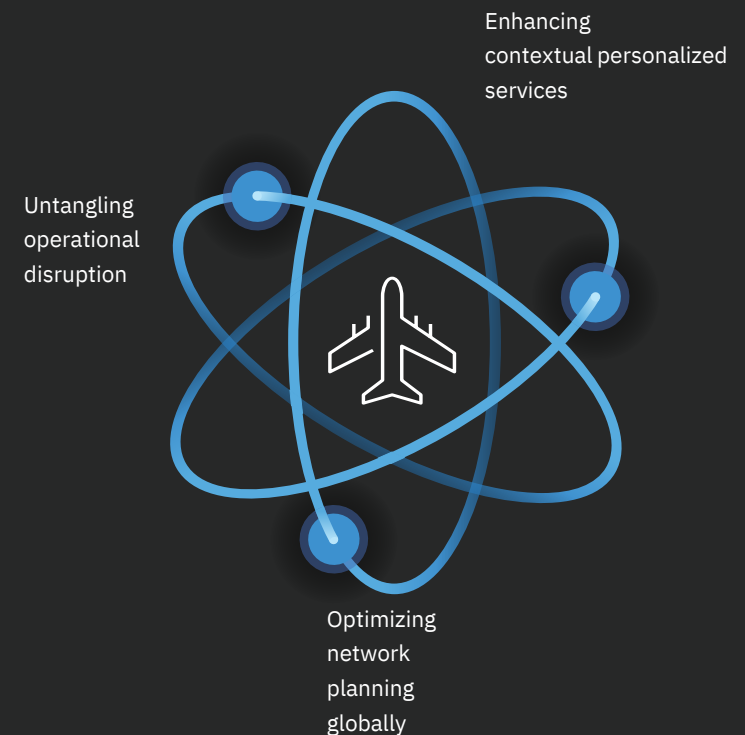 Enhancing
contextual personalized
services
Untangling
operational
disruption
Optimizing
network
planning
globally